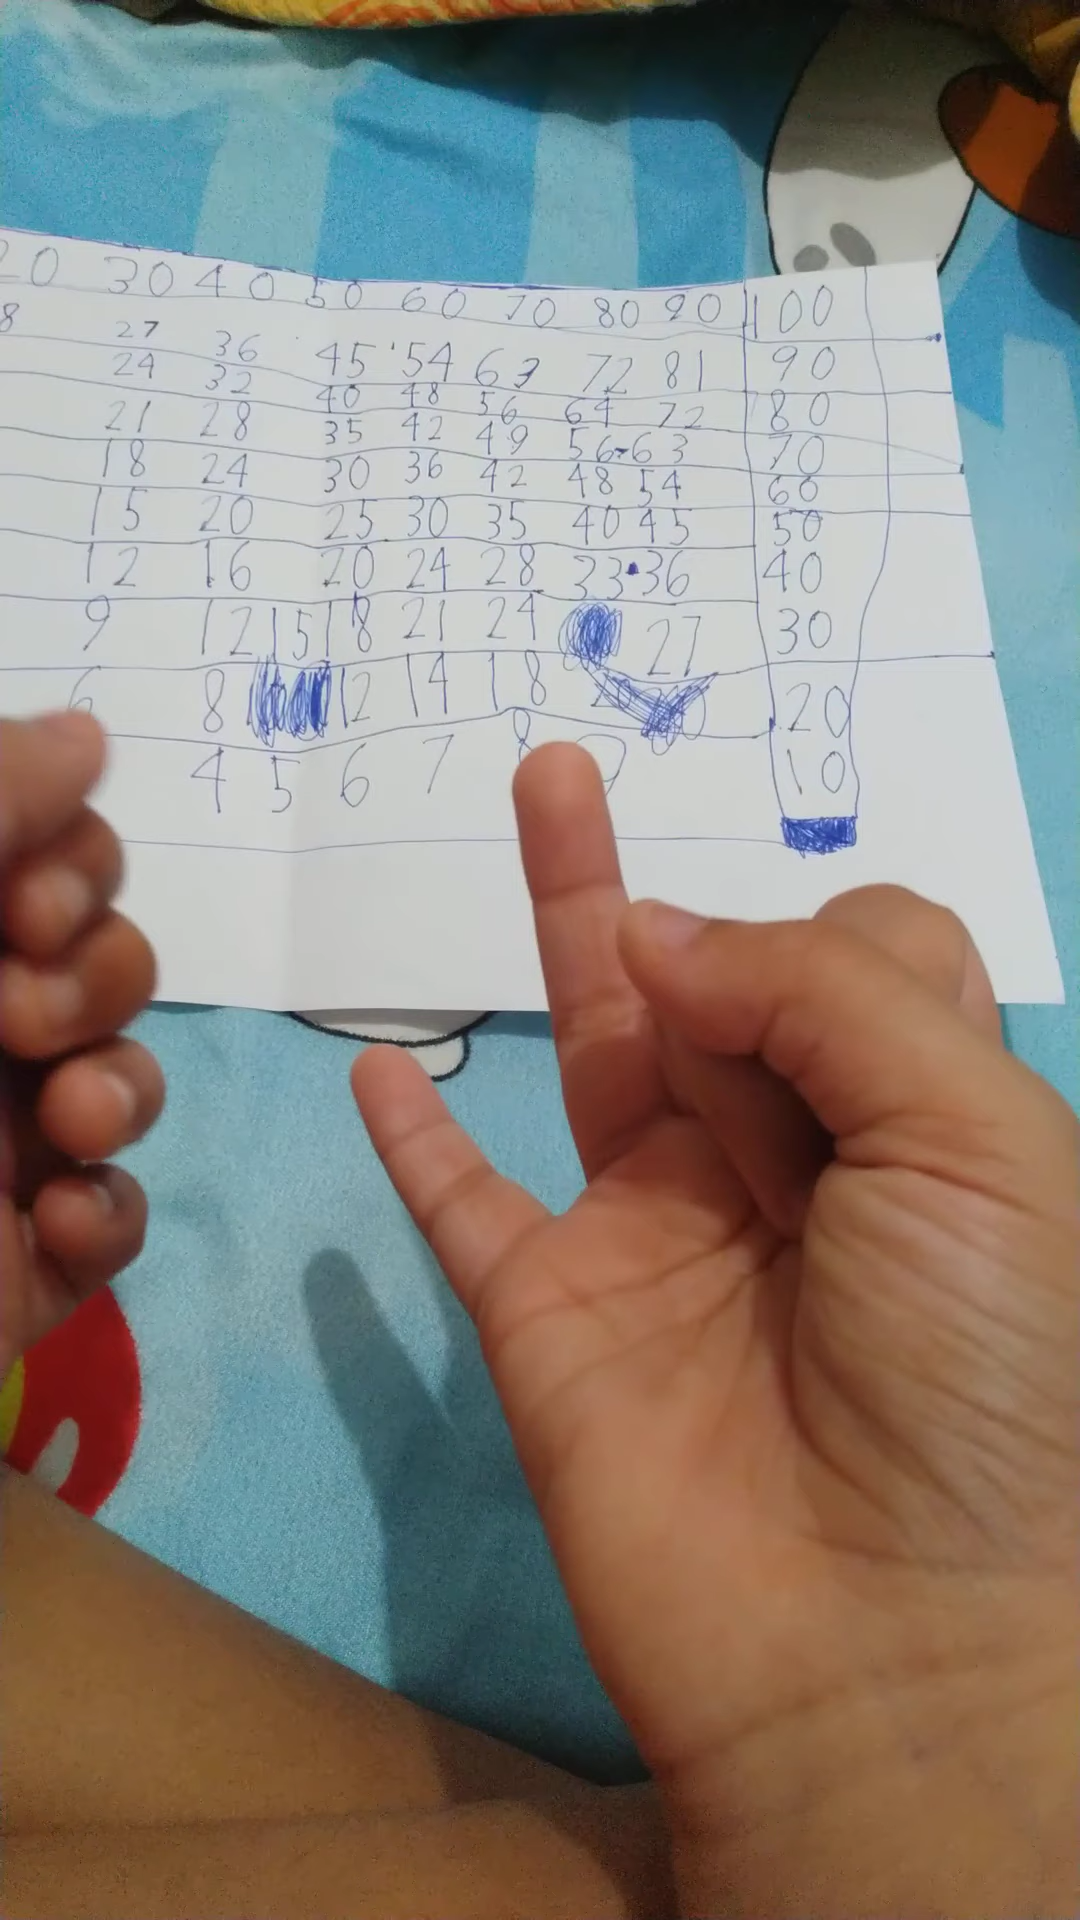 20 30 40 50 60 70 80 90 100
8 27 36 45 54 63 72 81 90
24 32 40 48 56 64 72 80
21 28 35 42 49 56 63 70
18 24 30 36 42 48 54 60
15 20 25 30 35 40 45 50
12 16 20 24 28 33 36 40
9 12 15 18 21 24 27 30
6 8 12 14 18 20
4 5 6 7 8 9 10